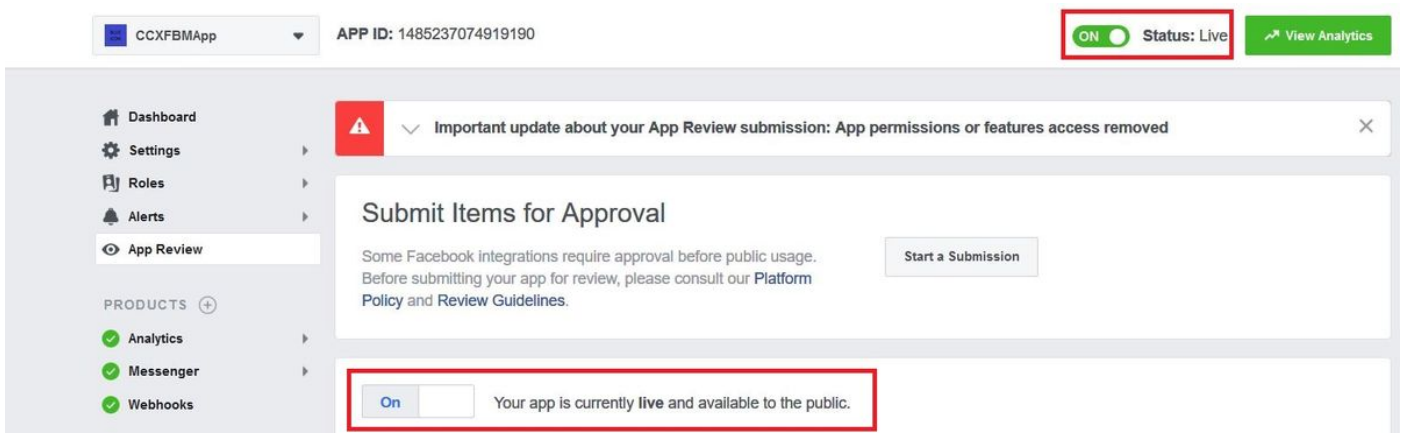 CCXFBMApp
APP ID: 1485237074919190
ON Status: Live
View Analytics
Dashboard
Settings
Roles
Alerts
App Review
PRODUCTS
Analytics
Messenger
Webhooks
Important update about your App Review submission: App permissions or features access removed
Submit Items for Approval
Some Facebook integrations require approval before public usage.
Before submitting your app for review, please consult our Platform
Policy and Review Guidelines.
Start a Submission
On Your app is currently live and available to the public.